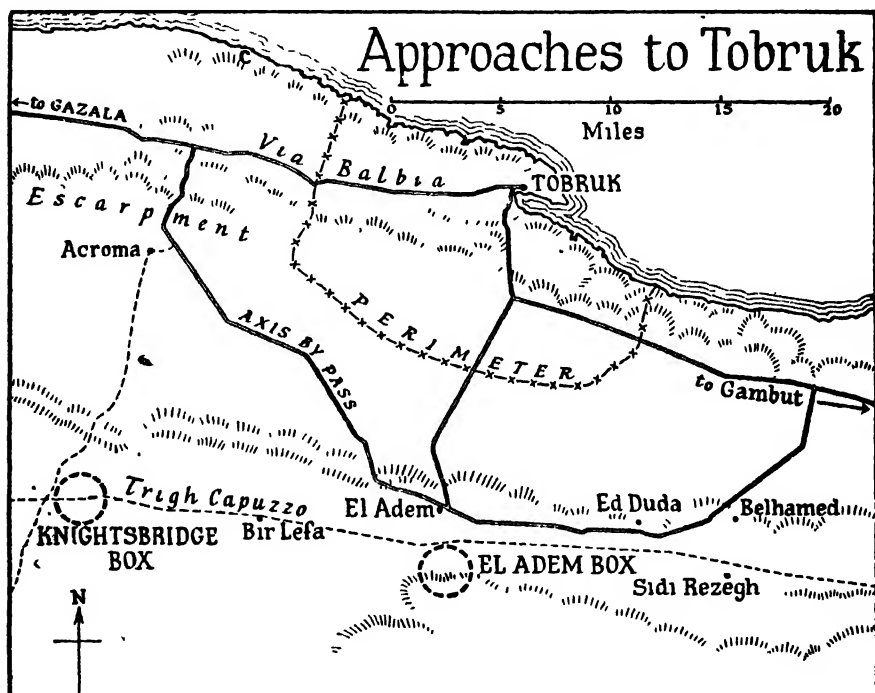 Approaches to Tobruk
← to GAZALA
0 5 10 15 20
Miles
Via Balbia
TOBRUK
Escarpment
Acroma
PERIMETER
AXIS BY PASS
to Gambut
Trigh Capuzzo
El Adem
Ed Duda
Belhamed
KNIGHTSBRIDGE
BOX
Bir Lefa
EL ADEM BOX
Sidi Rezegh
N